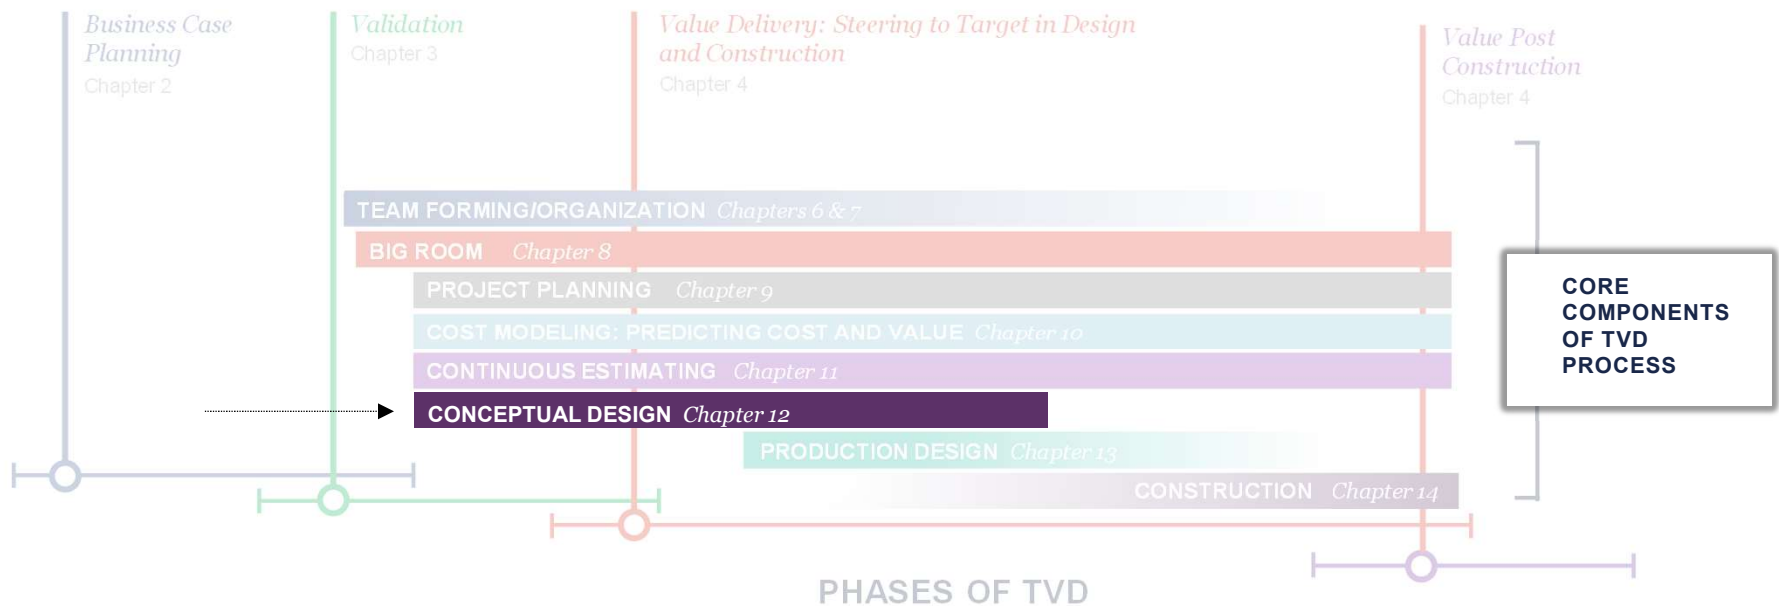 Business Case
Planning
Chapter 2
Validation
Chapter 3
Value Delivery: Steering to Target in Design
and Construction
Chapter 4
Value Post
Construction
Chapter 4
TEAM FORMING/ORGANIZATION Chapters 6 & 7
BIG ROOM Chapter 8
PROJECT PLANNING Chapter 9
COST MODELING: PREDICTING COST AND VALUE Chapter 10
CONTINUOUS ESTIMATING Chapter 11
CONCEPTUAL DESIGN Chapter 12
PRODUCTION DESIGN Chapter 13
CONSTRUCTION Chapter 14
CORE
COMPONENTS
OF TVD
PROCESS
PHASES OF TVD